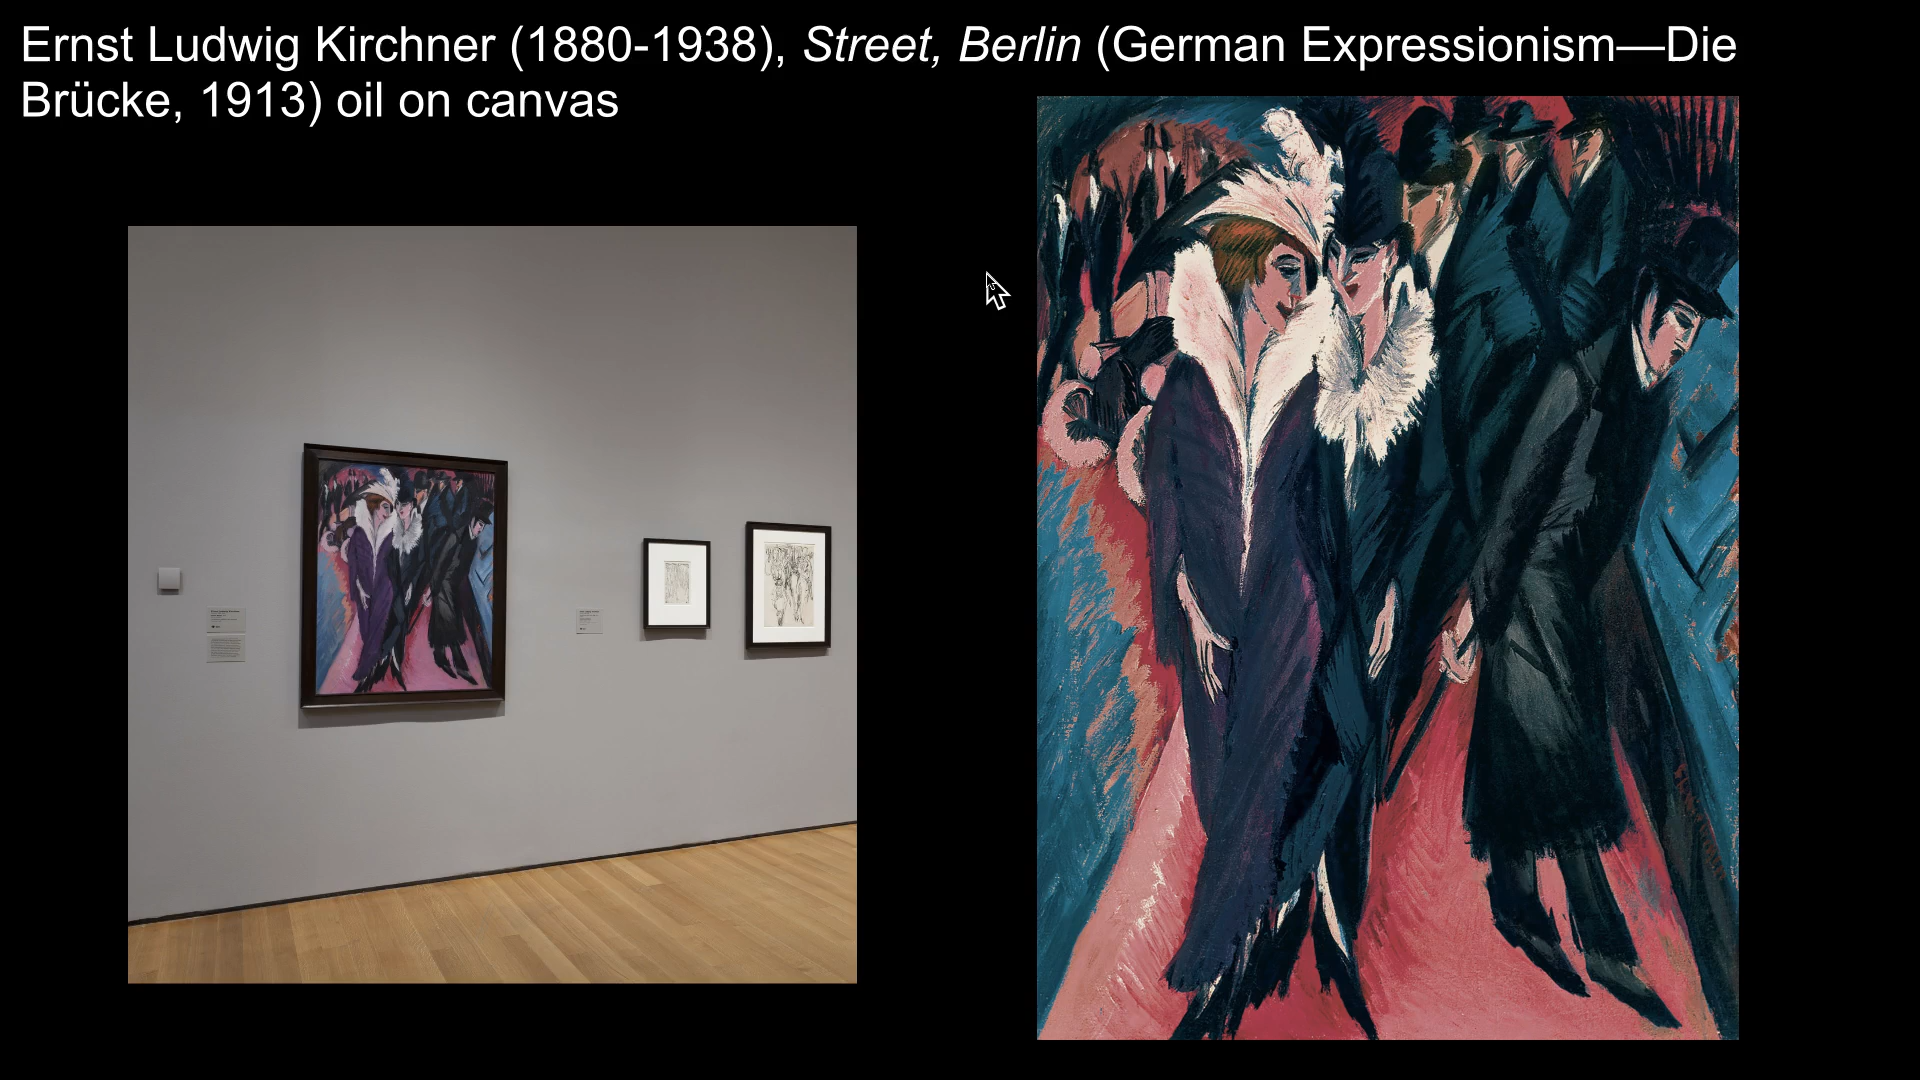 Ernst Ludwig Kirchner (1880-1938), Street, Berlin (German Expressionism—Die
Brücke, 1913) oil on canvas